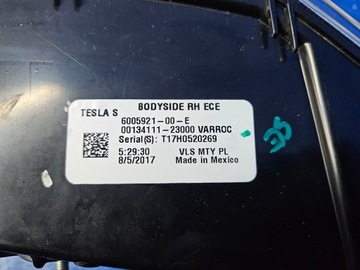 TESLA S BODYSIDE RH ECE
6005921-00-E
00134111-23000 VARROC
Serial(S): T17H0520269
5:29:30 VLS MTY PL
8/5/2017 Made in Mexico